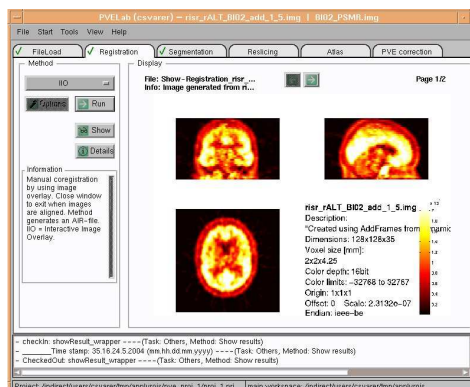 PVELab (csvarer) - risr_rALT_BI02_add_1_5.img | BI02_PSMR.img
File Start Tools View Help
FileLoad Registration Segmentation Reslicing Atlas PVE correction
Method
IIO
Options Run
Show
Details
Information
Manual coregistration
by using image
overlay. Close window
to exit when images
are aligned. Method
generates an AIR-file.
IIO = Interactive Image
Overlay.
Display
File: Show-Registration_risr_...
Info: Image generated from ri...
Page 1/2
risr_rALT_BI02_add_1_5.img
Description:
"Created using AddFrames from
Dimensions: 128x128x35
Voxel size [mm]:
2x2x4.25
Color depth: 16bit
Color limits: -32768 to 32767
Origin: 1x1x1
Offset: 0 Scale: 2.3132e-07
Endian: ieee-be
- checkIn: showResult_wrapper ----(Task: Others, Method: Show results)
- ____Time stamp: 35.16.24.5.2004 (mm.hh.dd.mm.yyyy) ----(Task: Others, Method: Show results)
- CheckedOut: showResult_wrapper ----(Task: Others, Method: Show results)